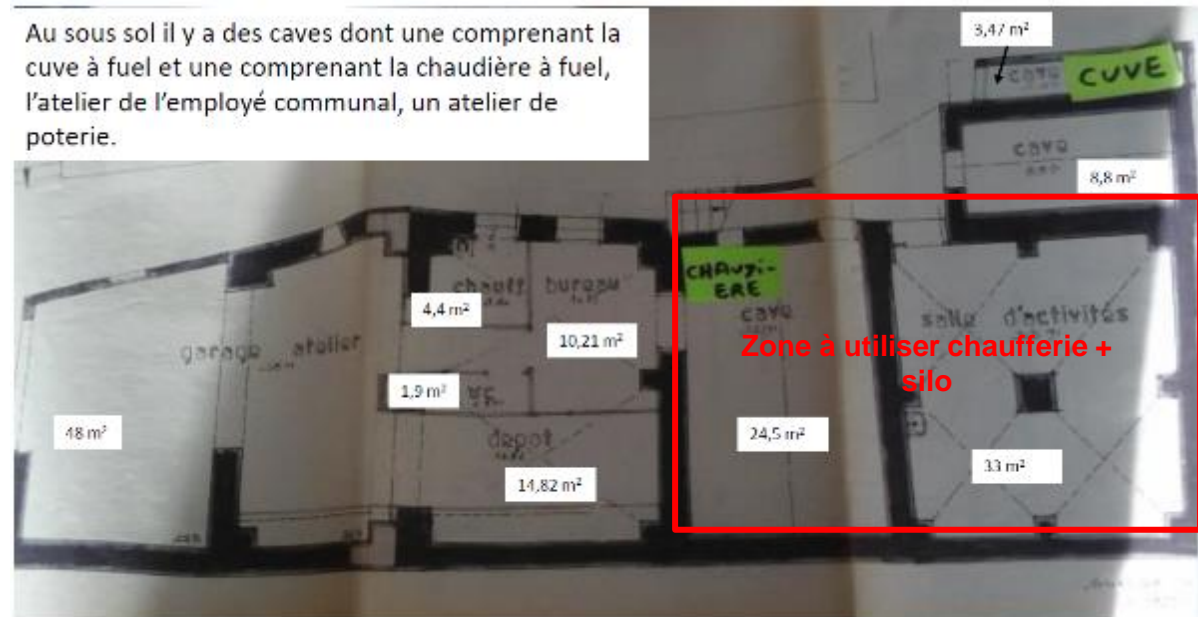 Au sous sol il y a des caves dont une comprenant la
cuve à fuel et une comprenant la chaudière à fuel,
l'atelier de l'employé communal, un atelier de
poterie.
3,47 m²
cave
CUVE
cave
8,8 m²
CHAUDI-
ERE
chauff
bureau
4,4 m²
cave
salle d'activités
garage atelier
10,21 m²
Zone à utiliser chaufferie +
silo
1,9 m²
wc
48 m²
depot
24,5 m²
33 m²
14,82 m²